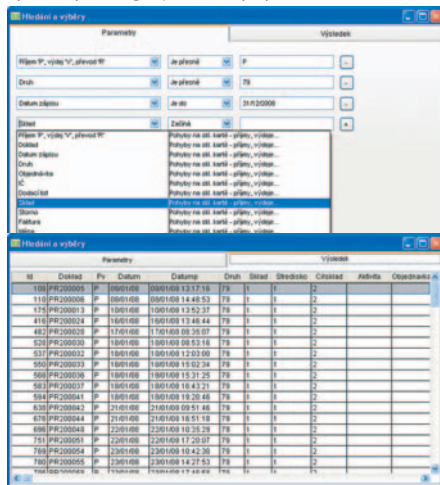 Hledání a výběry
Parametry Výsledek
Příjem 'P', výdej 'V', převod 'R' Je přesně P -
Druh Je přesně 79 -
Datum zápisu Je do 31/12/2008 -
Sklad Začíná +
Příjem 'P', výdej 'V', převod 'R' Pohyby na skl. kartě - příjmy, výdeje...
Doklad Pohyby na skl. kartě - příjmy, výdeje...
Datum zápisu Pohyby na skl. kartě - příjmy, výdeje...
Druh Pohyby na skl. kartě - příjmy, výdeje...
Objednávka Pohyby na skl. kartě - příjmy, výdeje...
IČ Pohyby na skl. kartě - příjmy, výdeje...
Dodací list Pohyby na skl. kartě - příjmy, výdeje...
Sklad Pohyby na skl. kartě - příjmy, výdeje...
Storno Pohyby na skl. kartě - příjmy, výdeje...
Faktura Pohyby na skl. kartě - příjmy, výdeje...
Hledání a výběry
Parametry Výsledek
Id Doklad Pv Datum Datump Druh Sklad Středisko Cílsklad Aktivita Objednávka
109 PR200005 P 08/01/08 08/01/08 13:17:16 79 1 1 2
110 PR200006 P 08/01/08 08/01/08 14:48:53 79 1 1 2
175 PR200013 P 10/01/08 10/01/08 13:52:37 79 1 1 2
416 PR200024 P 16/01/08 16/01/08 13:46:44 79 1 1 2
482 PR200028 P 17/01/08 17/01/08 08:35:07 79 1 1 2
528 PR200030 P 18/01/08 18/01/08 08:53:18 79 1 1 2
537 PR200032 P 18/01/08 18/01/08 12:03:00 79 1 1 2
550 PR200033 P 18/01/08 18/01/08 15:02:34 79 1 1 2
568 PR200036 P 18/01/08 18/01/08 15:31:25 79 1 1 2
583 PR200037 P 18/01/08 18/01/08 18:43:21 79 1 1 2
594 PR200041 P 18/01/08 18/01/08 19:20:46 79 1 1 2
638 PR200042 P 21/01/08 21/01/08 09:51:46 79 1 1 2
678 PR200044 P 21/01/08 21/01/08 16:51:18 79 1 1 2
696 PR200048 P 22/01/08 22/01/08 10:35:29 79 1 1 2
751 PR200051 P 22/01/08 22/01/08 17:20:07 79 1 1 2
769 PR200054 P 23/01/08 23/01/08 10:42:30 79 1 1 2
780 PR200055 P 23/01/08 23/01/08 14:27:53 79 1 1 2